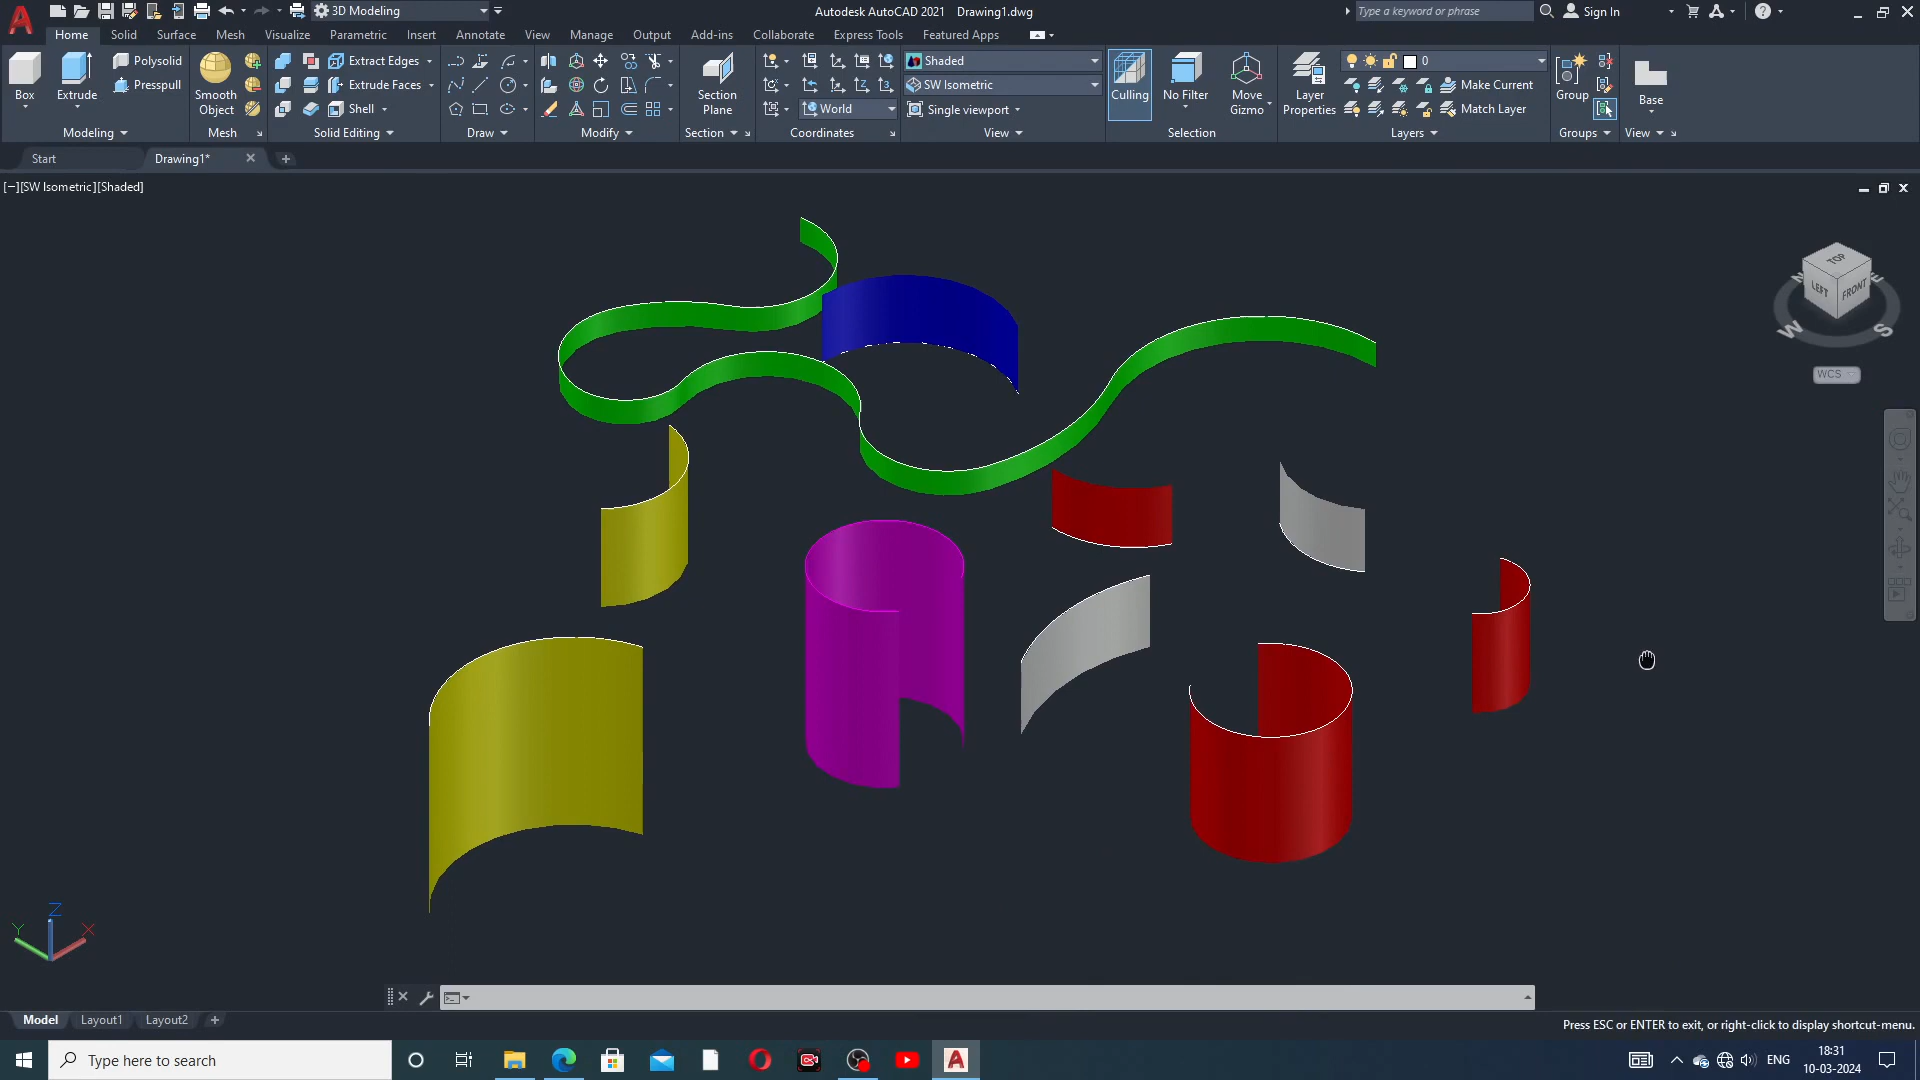 3D Modeling
Autodesk AutoCAD 2021 Drawing1.dwg
Type a keyword or phrase
Sign In
Home Solid Surface Mesh Visualize Parametric Insert Annotate View Manage Output Add-ins Collaborate Express Tools Featured Apps
Box
Extrude
Polysolid
Presspull
Modeling
Smooth
Object
Mesh
Extract Edges
Extrude Faces
Shell
Solid Editing
Draw
Modify
Section
Plane
Section
World
Coordinates
Shaded
SW Isometric
Single viewport
View
Culling
No Filter
Move
Gizmo
Selection
Layer
Properties
0
Make Current
Match Layer
Layers
Group
Groups
Base
View
Start
Drawing1*
[−][SW Isometric][Shaded]
TOP
LEFT
FRONT
N
E
W
S
WCS
Z
Y
X
Model
Layout1
Layout2
Press ESC or ENTER to exit, or right-click to display shortcut-menu.
Type here to search
ENG
18:31
10-03-2024